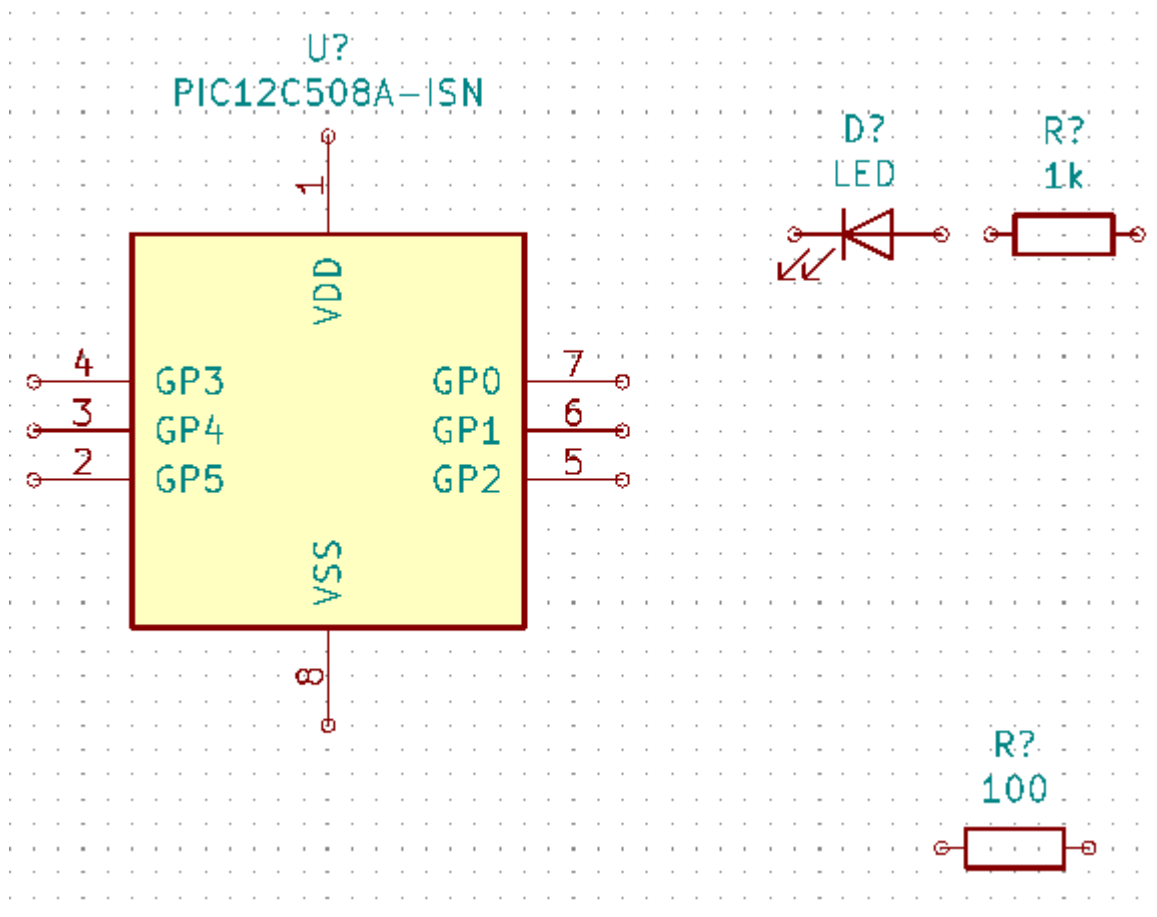 U?
PIC12C508A-ISN
D?
LED
R?
1k
1
VDD
4
GP3
GP0
7
3
GP4
GP1
6
2
GP5
GP2
5
VSS
8
R?
100